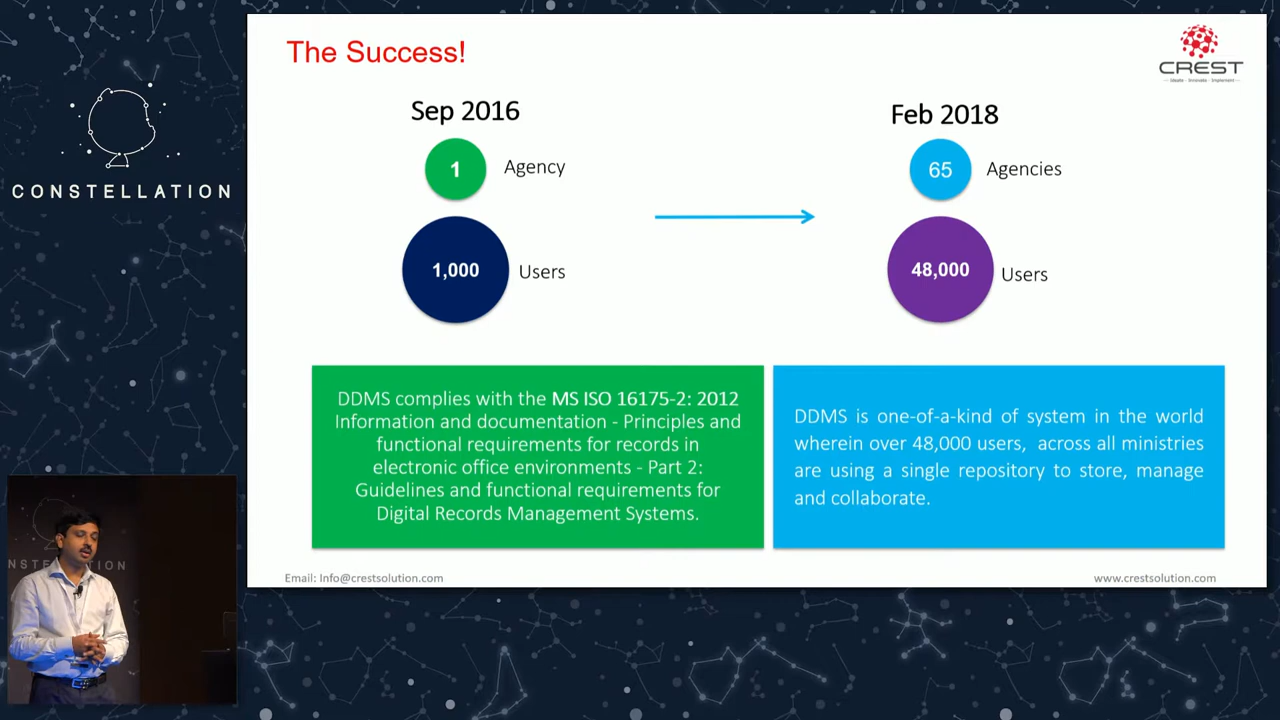 The Success!
CREST
Sep 2016
Feb 2018
1
Agency
65
Agencies
1,000
Users
48,000
Users
CONSTELLATION
DDMS complies with the MS ISO 16175-2: 2012
Information and documentation - Principles and
functional requirements for records in
electronic office environments - Part 2:
Guidelines and functional requirements for
Digital Records Management Systems.
DDMS is one-of-a-kind of system in the world
wherein over 48,000 users, across all ministries
are using a single repository to store, manage
and collaborate.
NSTELLATION
Email: Info@crestsolution.com
www.crestsolution.com